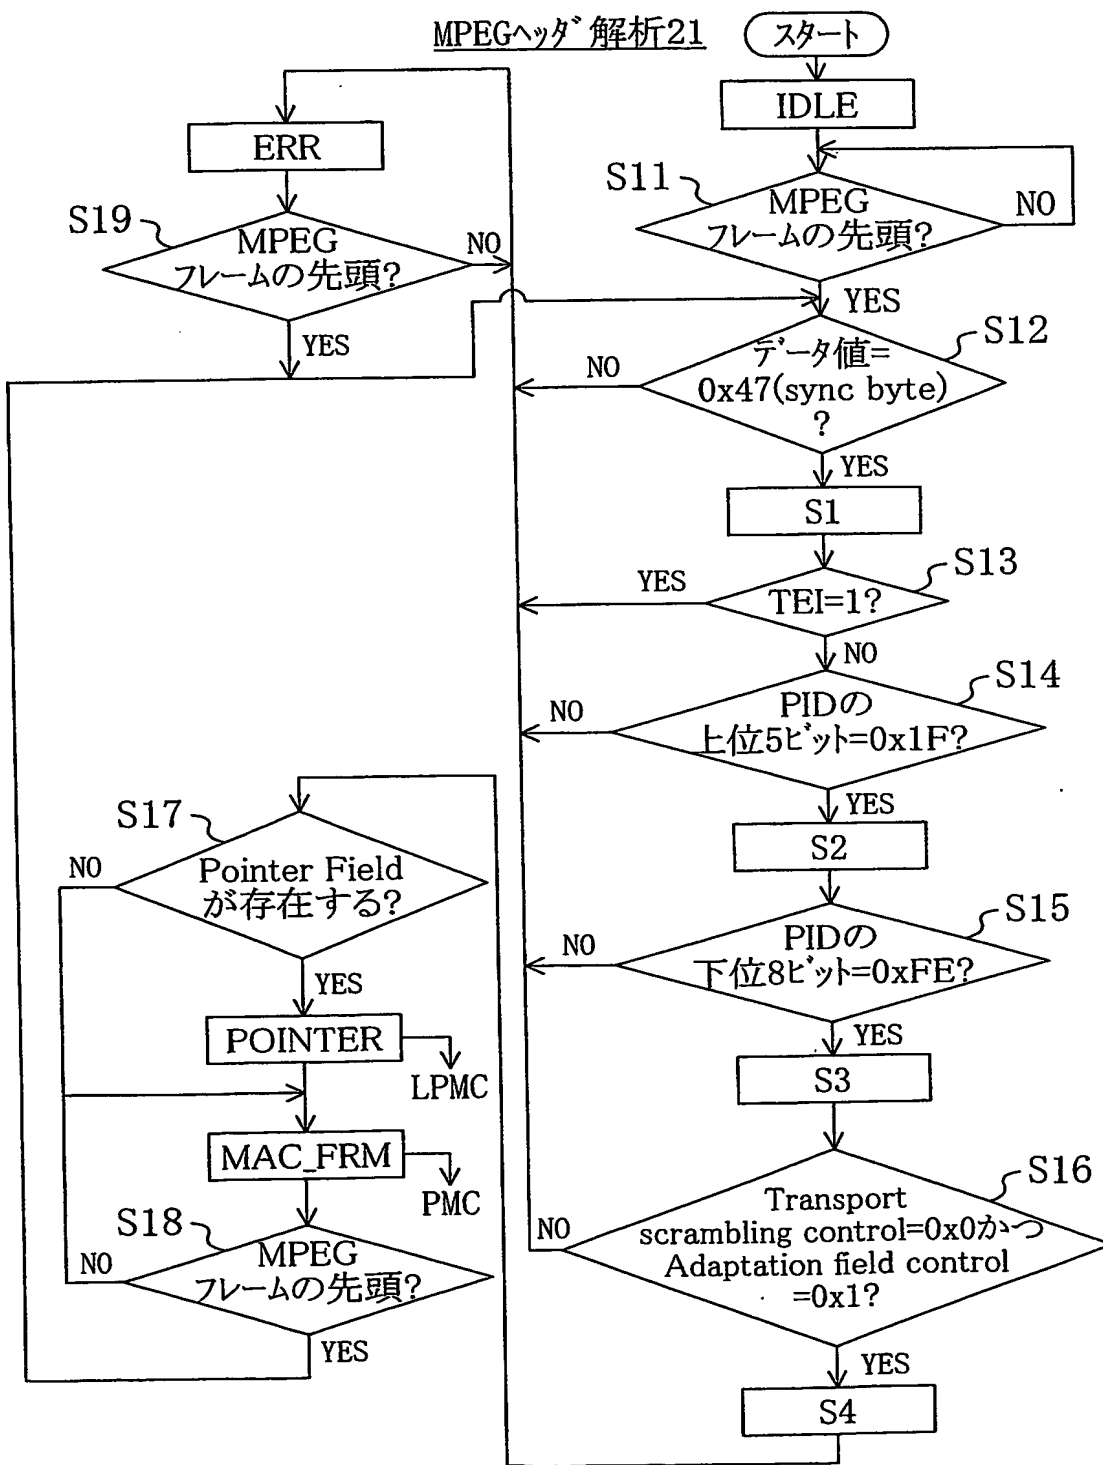 MPEGヘッダ解析21
スタート
IDLE
S11
MPEG
フレームの先頭?
NO
YES
ERR
S19
MPEG
フレームの先頭?
NO
YES
S12
データ値=
0x47(sync byte)
?
NO
YES
S1
S13
TEI=1?
YES
NO
S14
PIDの
上位5ビット=0x1F?
NO
YES
S2
S15
PIDの
下位8ビット=0xFE?
NO
YES
S3
S16
Transport
scrambling control=0x0かつ
Adaptation field control
=0x1?
NO
YES
S4
S17
Pointer Field
が存在する?
NO
YES
POINTER
LPMC
MAC_FRM
PMC
S18
MPEG
フレームの先頭?
NO
YES